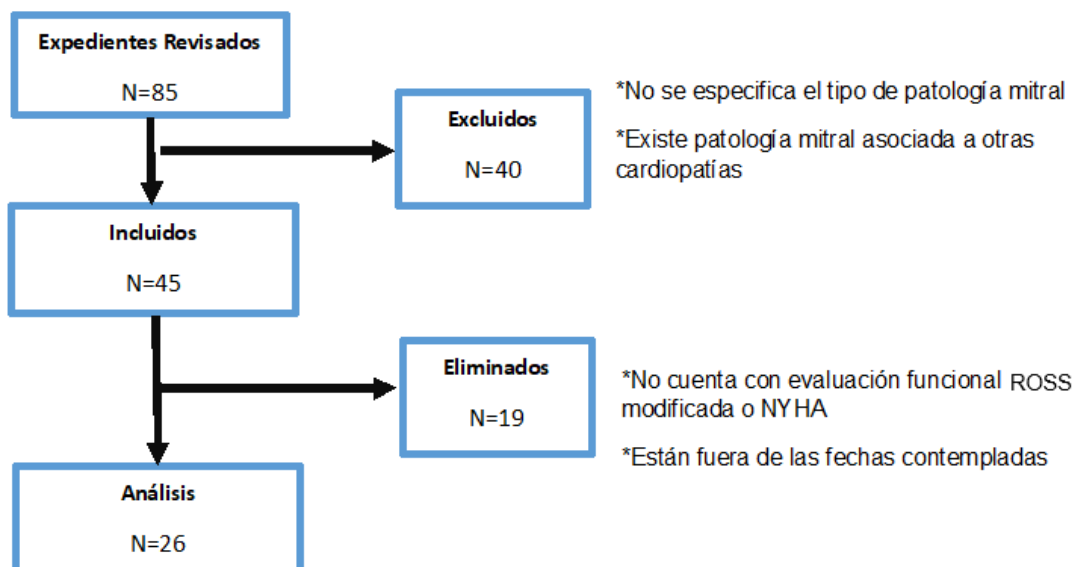 Expedientes Revisados
N=85
Excluidos
N=40
*No se especifica el tipo de patología mitral
*Existe patología mitral asociada a otras
cardiopatías
Incluidos
N=45
Eliminados
N=19
*No cuenta con evaluación funcional ROSS
modificada o NYHA
*Están fuera de las fechas contempladas
Análisis
N=26